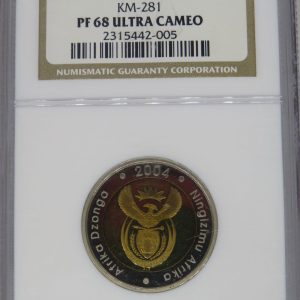 KM-281
PF 68 ULTRA CAMEO
2315442-005
NUMISMATIC GUARANTY CORPORATION
2004
Afrika Dzonga
Ningizimu Afrika